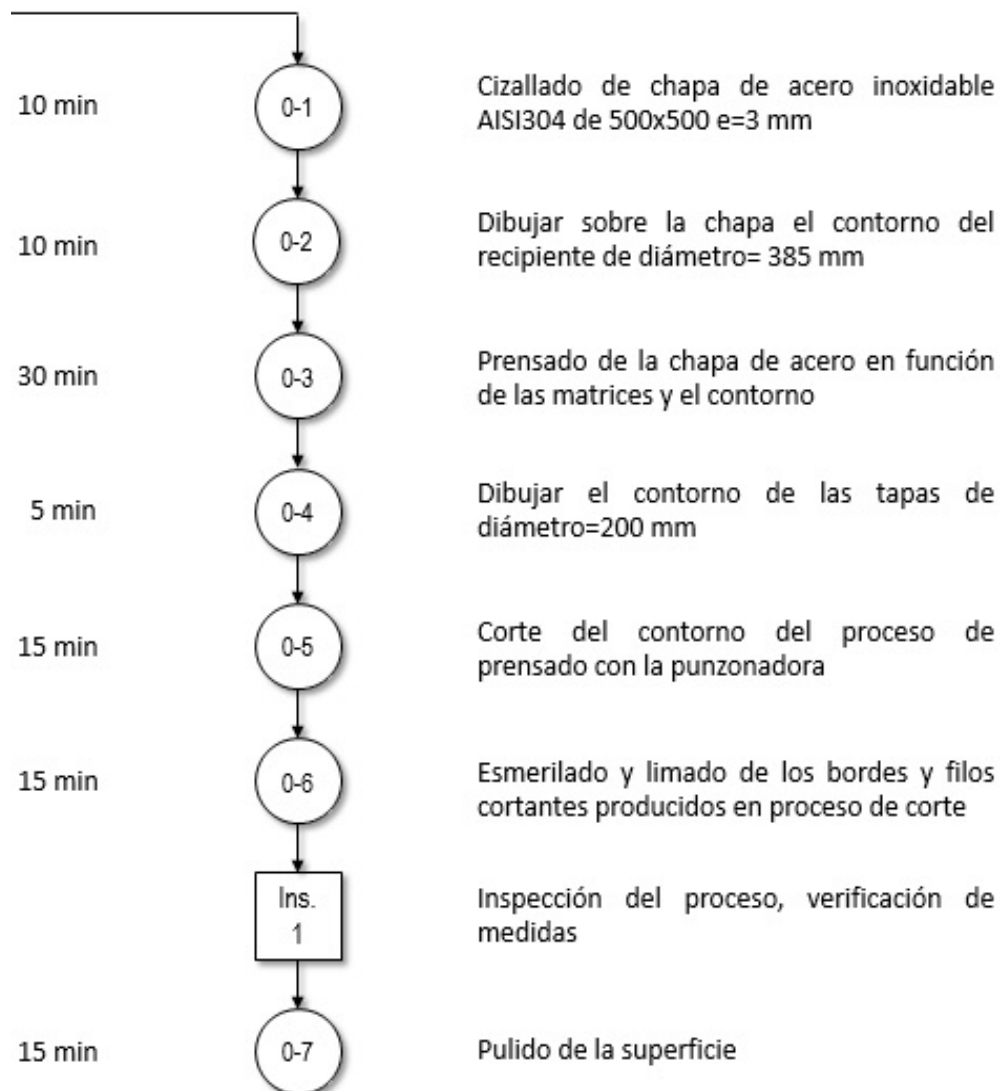 10 min
0-1
Cizallado de chapa de acero inoxidable
AISI304 de 500x500 e=3 mm
10 min
0-2
Dibujar sobre la chapa el contorno del
recipiente de diámetro= 385 mm
30 min
0-3
Prensado de la chapa de acero en función
de las matrices y el contorno
5 min
0-4
Dibujar el contorno de las tapas de
diámetro=200 mm
15 min
0-5
Corte del contorno del proceso de
prensado con la punzonadora
15 min
0-6
Esmerilado y limado de los bordes y filos
cortantes producidos en proceso de corte
Ins.
1
Inspección del proceso, verificación de
medidas
15 min
0-7
Pulido de la superficie